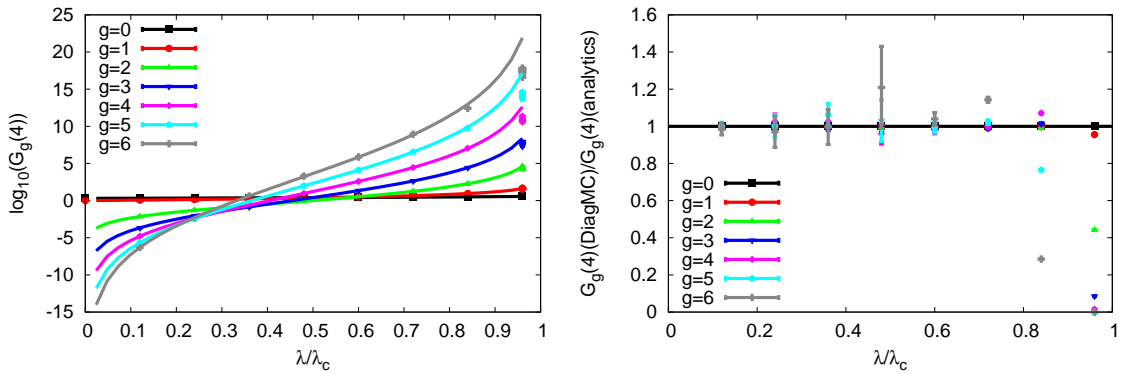 log10(Gg(4))
25
20
15
10
5
0
-5
-10
-15
g=0
g=1
g=2
g=3
g=4
g=5
g=6
0 0.1 0.2 0.3 0.4 0.5 0.6 0.7 0.8 0.9 1
λ/λc
Gg(4)(DiagMC)/Gg(4)(analytics)
1.6
1.4
1.2
1
0.8
0.6
0.4
0.2
0
g=0
g=1
g=2
g=3
g=4
g=5
g=6
0 0.2 0.4 0.6 0.8 1
λ/λc